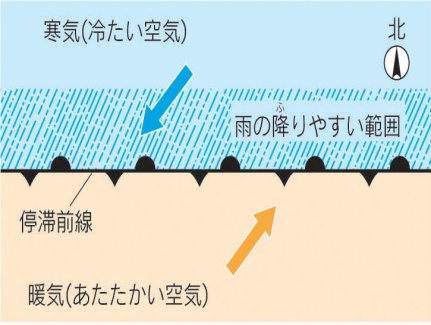 寒気(冷たい空気)
北
ふ
雨の降りやすい範囲
停滞前線
暖気(あたたかい空気)